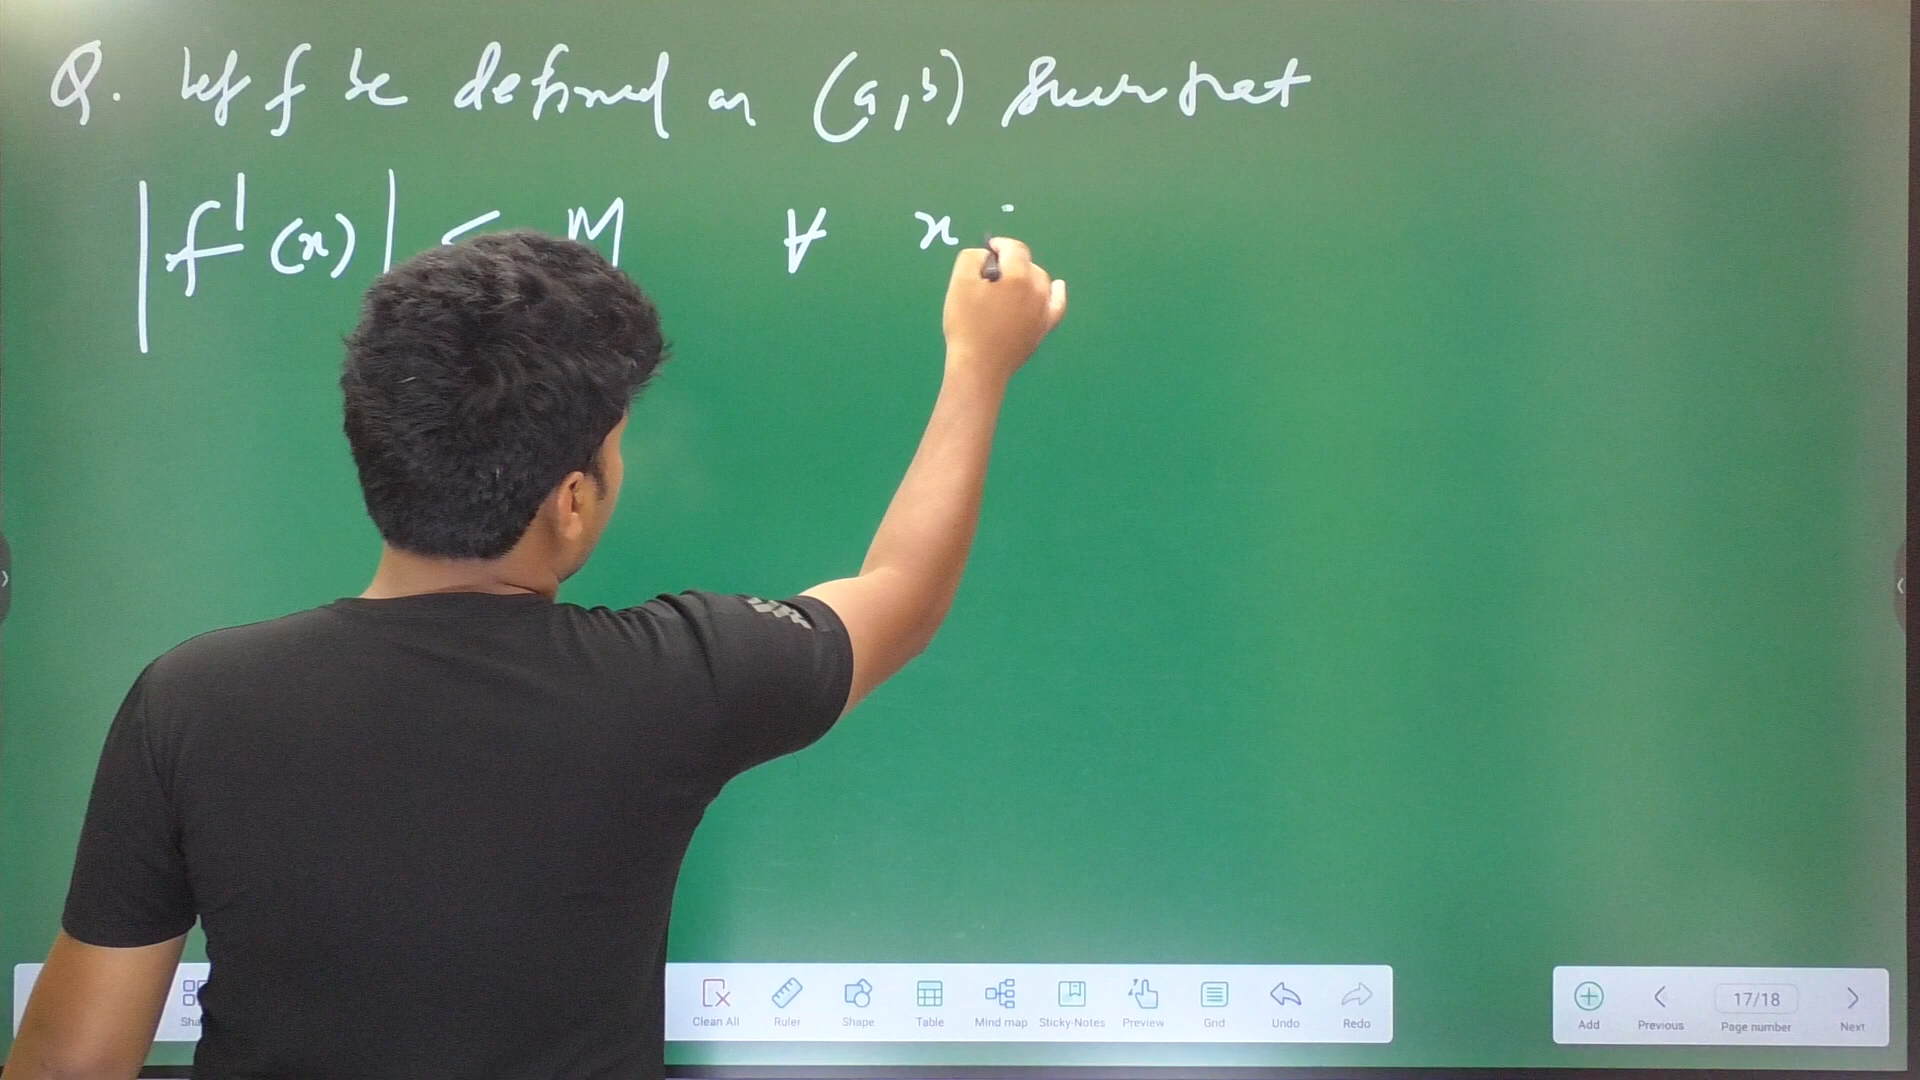 Q. Let f be defined on (a,b) such that
|f'(x)| < M ∀ x
Clean All Ruler Shape Table Mind map Sticky-Notes Preview Grid Undo Redo
Add Previous 17/18 Page number Next